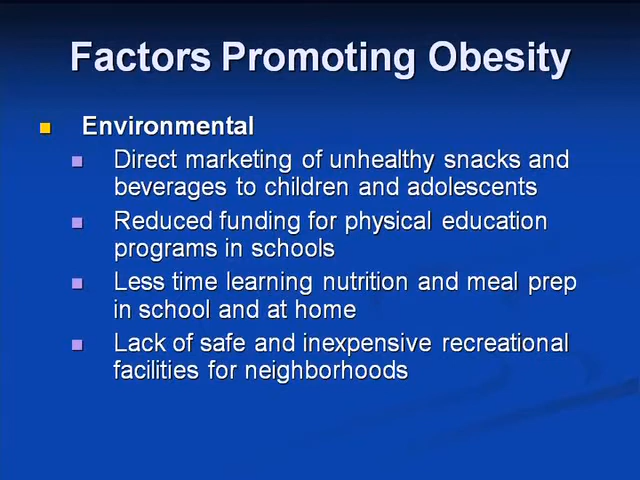 Factors Promoting Obesity
Environmental
Direct marketing of unhealthy snacks and
beverages to children and adolescents
Reduced funding for physical education
programs in schools
Less time learning nutrition and meal prep
in school and at home
Lack of safe and inexpensive recreational
facilities for neighborhoods